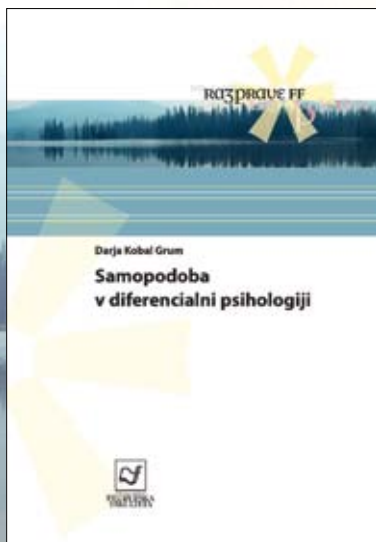 Razprave FF
Darja Kobal Grum
Samopodoba
v diferencialni psihologiji